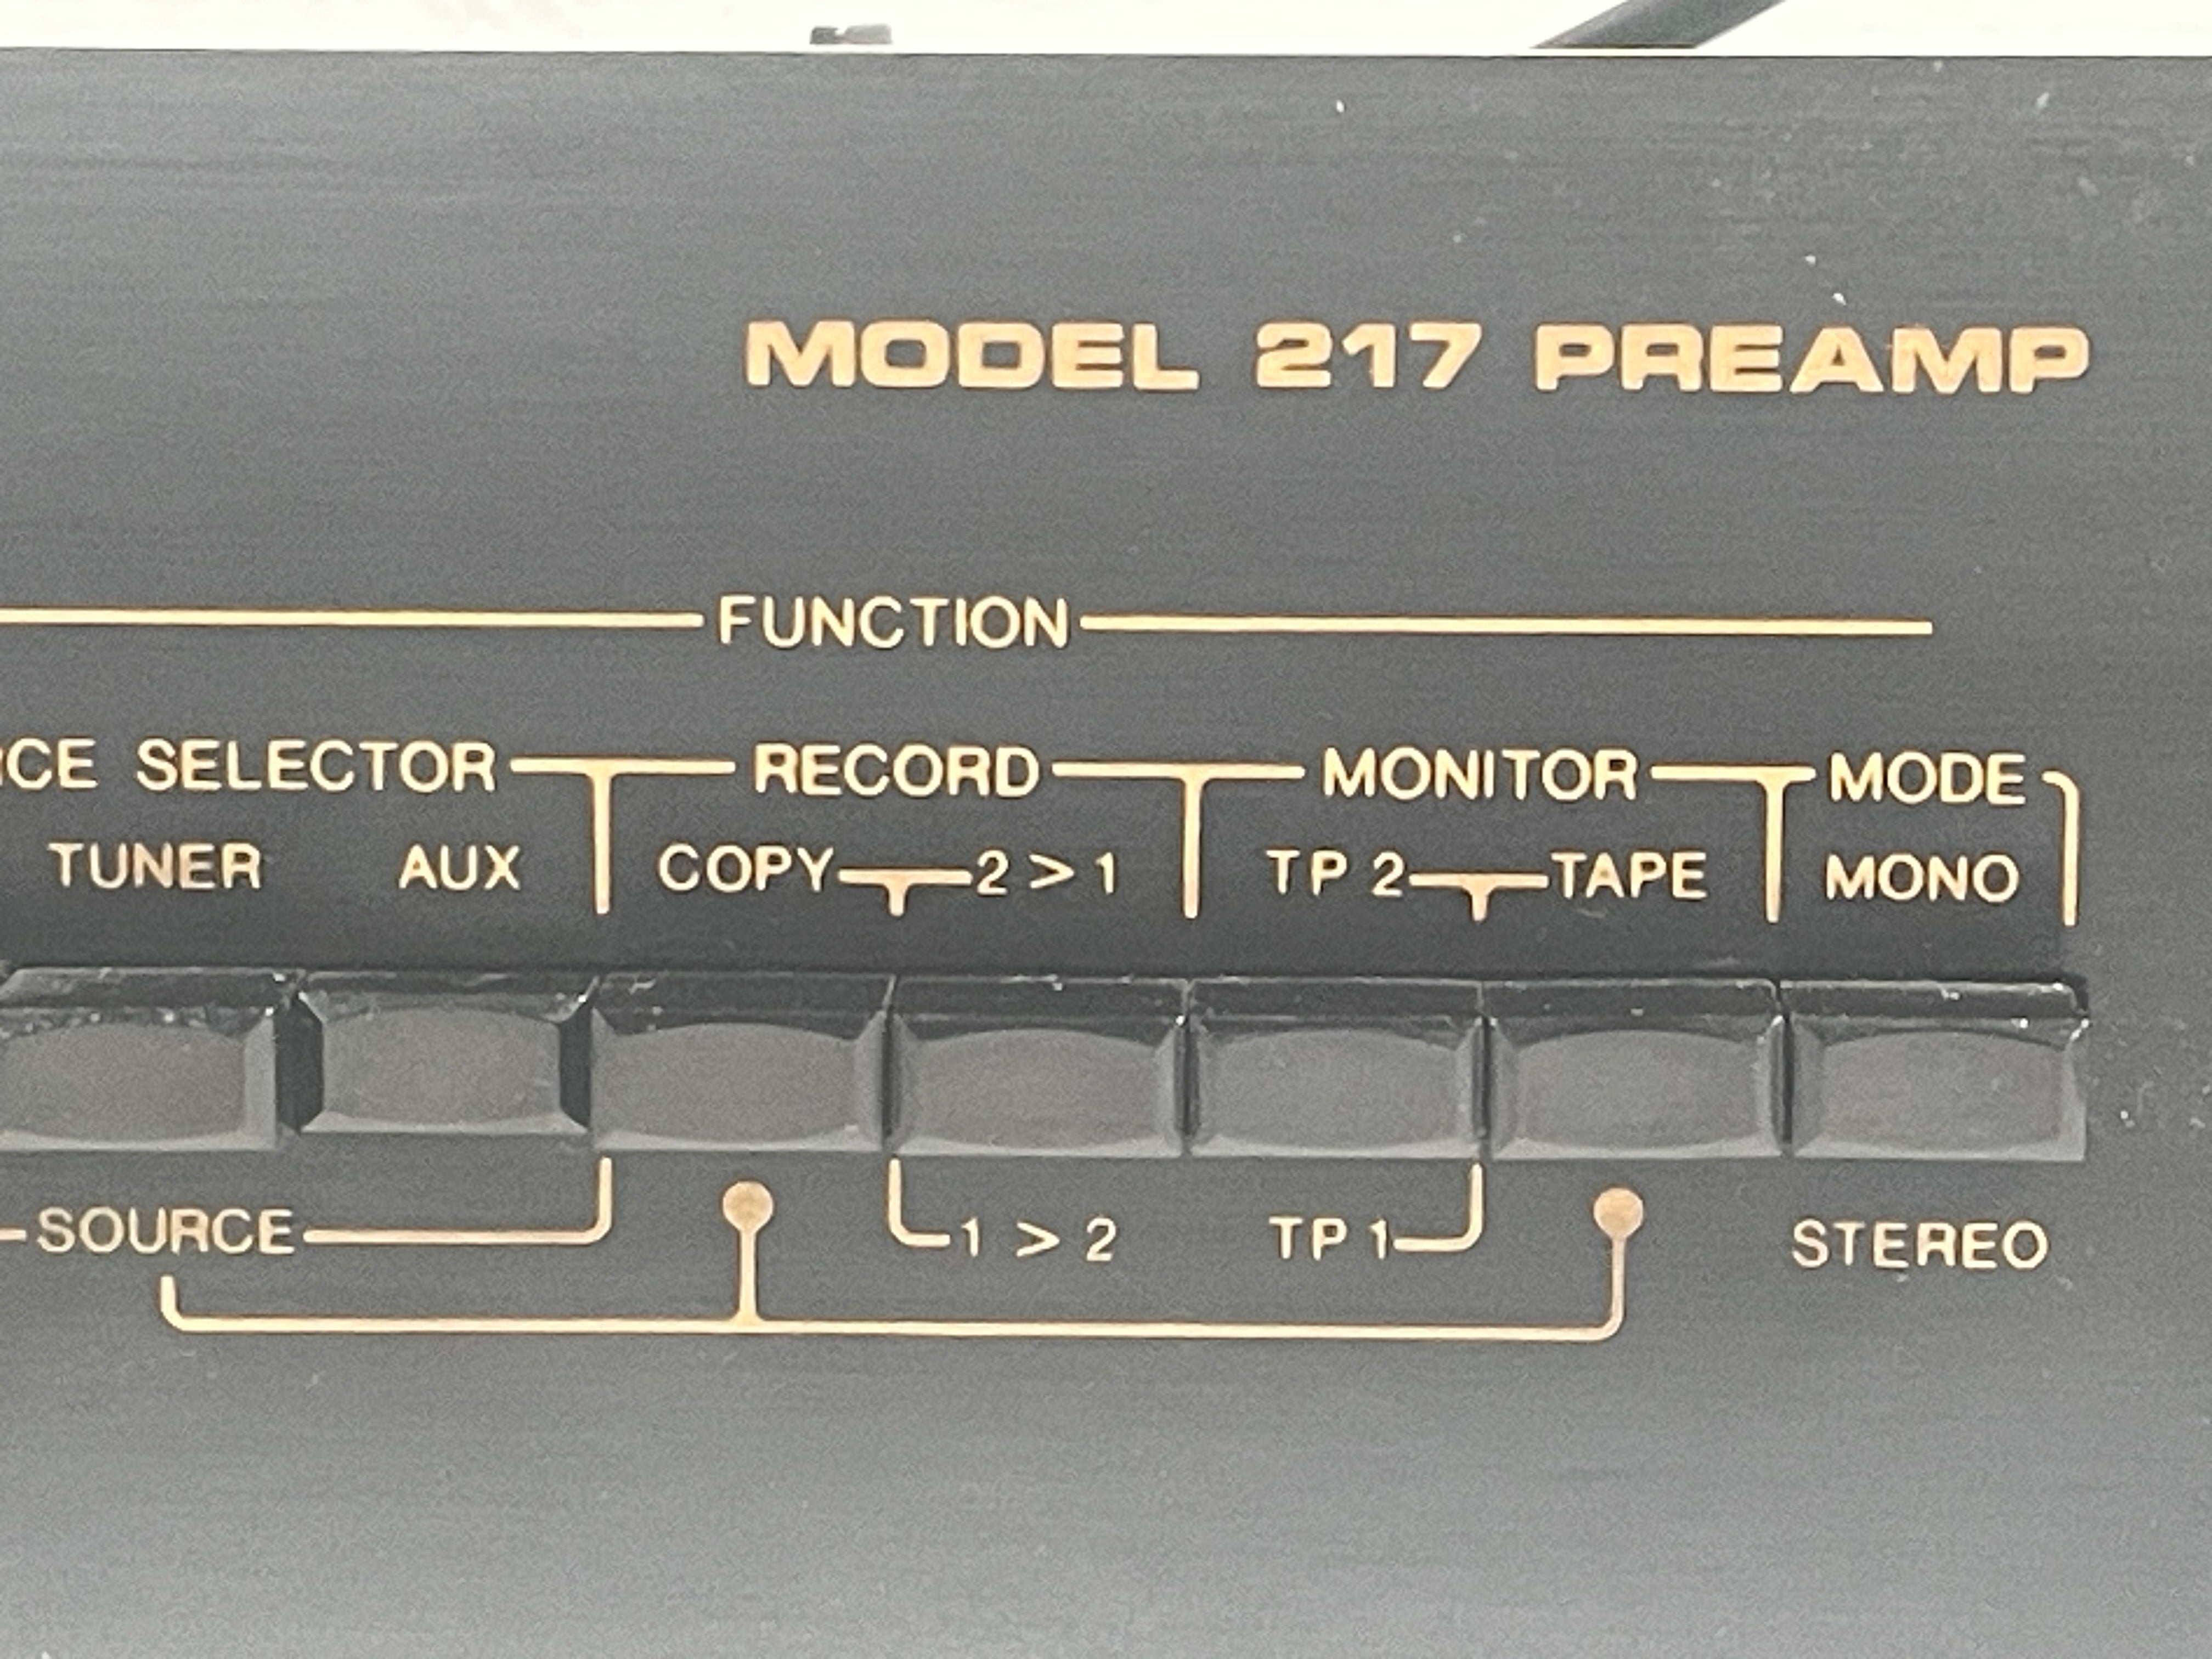 MODEL 217 PREAMP
FUNCTION
RCE SELECTOR RECORD MONITOR MODE
TUNER AUX COPY 2 > 1 TP 2 TAPE MONO
SOURCE 1 > 2 TP 1 STEREO